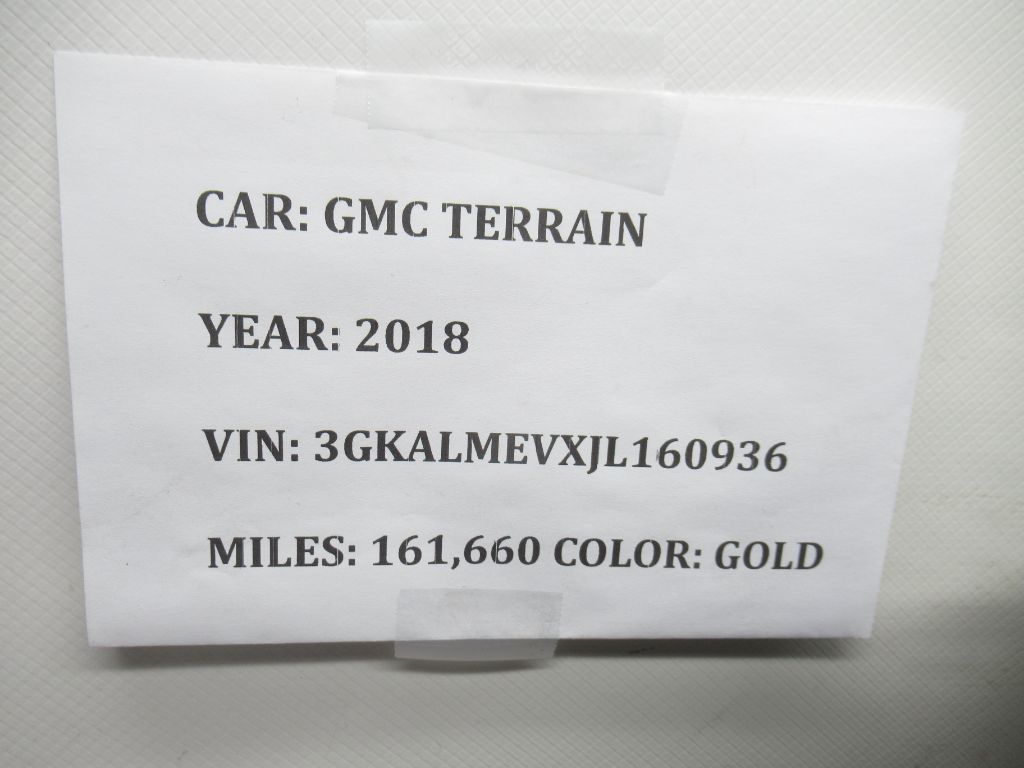 CAR: GMC TERRAIN
YEAR: 2018
VIN: 3GKALMEVXJL160936
MILES: 161,660 COLOR: GOLD